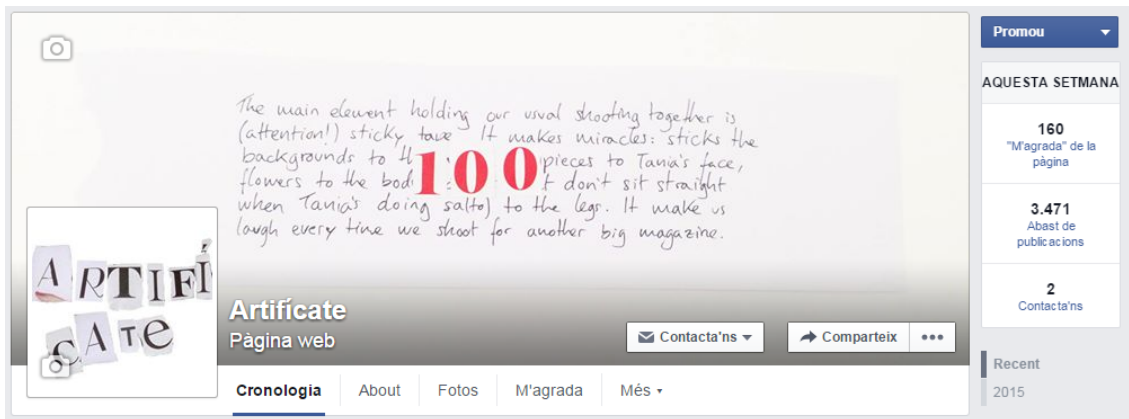 The main element holding our usual shooting together is
(attention!) sticky tape It makes miracles: sticks the
backgrounds to th pieces to Tania's face,
flowers to the bod t don't sit straight
when Tania's doing salto) to the legs. It make us
laugh every time we shoot for another big magazine.
100
ARTIFÍ
CATE
Artifícate
Pàgina web
Contacta'ns
Comparteix
Cronologia About Fotos M'agrada Més
Promou
AQUESTA SETMANA
160
"M'agrada" de la
pàgina
3.471
Abast de
publicacions
2
Contacta'ns
Recent
2015